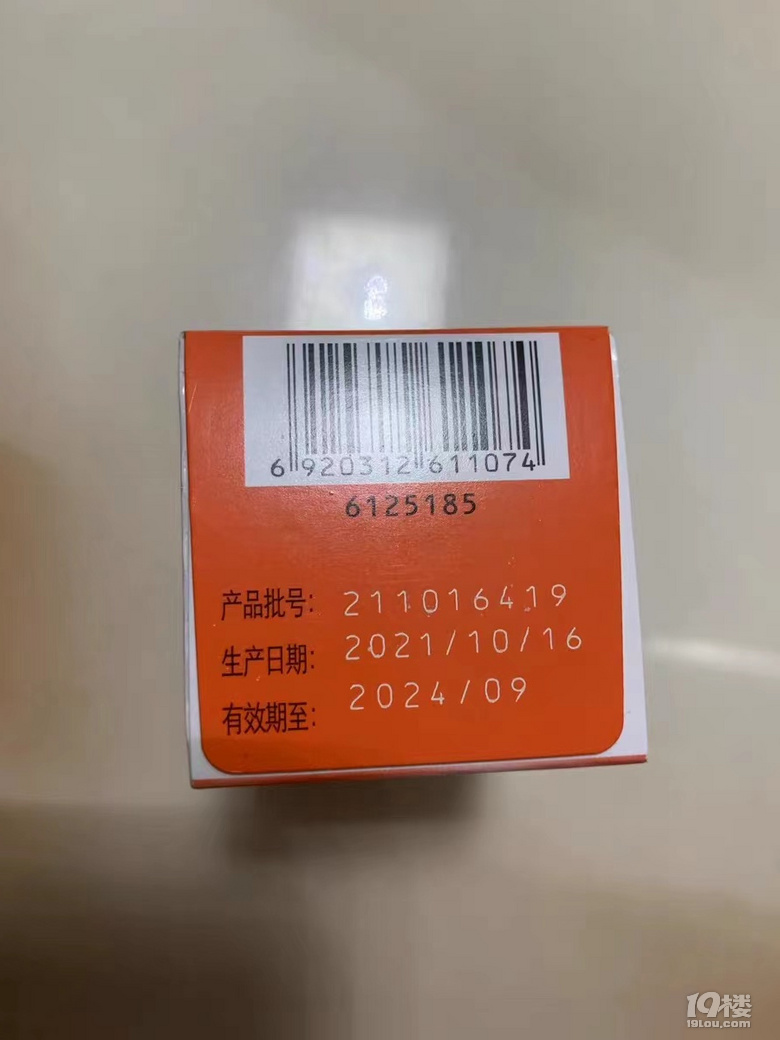 6 920312 611074
6125185
产品批号： 211016419
生产日期： 2021/10/16
有效期至： 2024/09
19楼
19lou.com